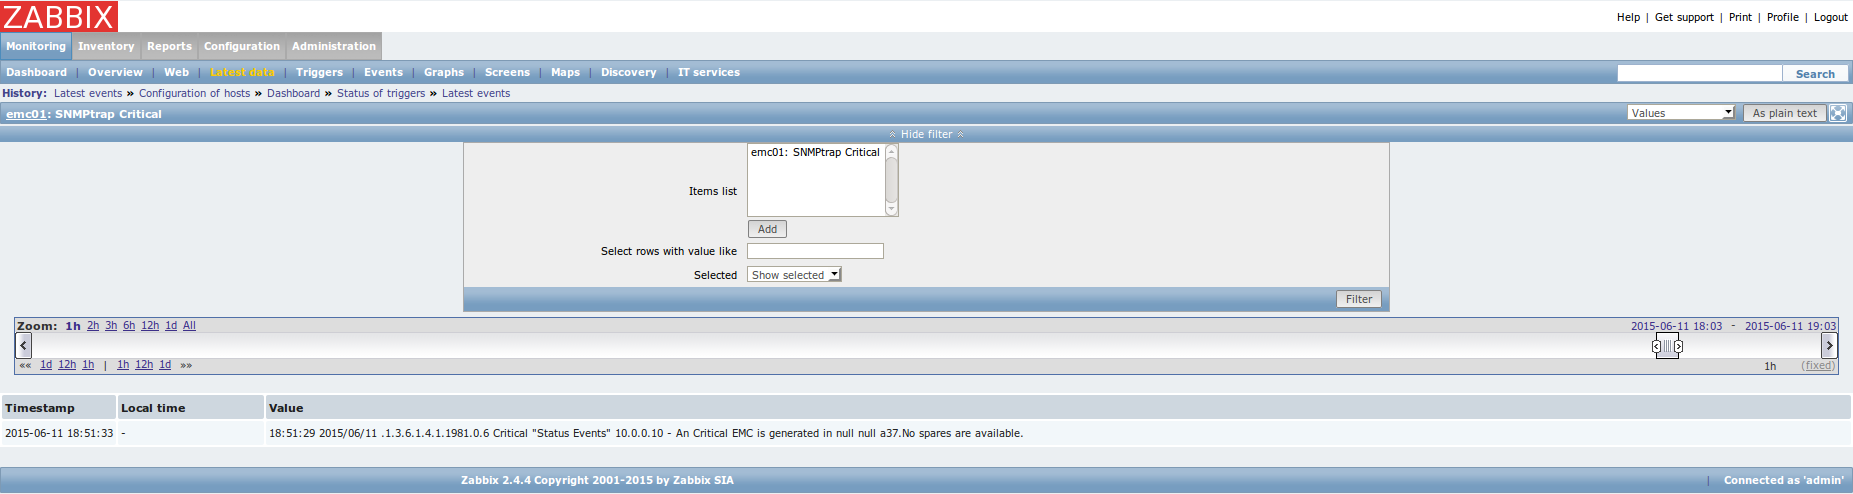 ZABBIX
Help | Get support | Print | Profile | Logout
Monitoring Inventory Reports Configuration Administration
Dashboard | Overview | Web | Latest data | Triggers | Events | Graphs | Screens | Maps | Discovery | IT services Search
History: Latest events » Configuration of hosts » Dashboard » Status of triggers » Latest events
emc01: SNMPtrap Critical Values As plain text
Hide filter
Items list emc01: SNMPtrap Critical
Add
Select rows with value like
Selected Show selected
Filter
Zoom: 1h 2h 3h 6h 12h 1d All 2015-06-11 18:03 - 2015-06-11 19:03
«« 1d 12h 1h | 1h 12h 1d »» 1h (fixed)
Timestamp Local time Value
2015-06-11 18:51:33 - 18:51:29 2015/06/11 .1.3.6.1.4.1.1981.0.6 Critical "Status Events" 10.0.0.10 - An Critical EMC is generated in null null a37.No spares are available.
Zabbix 2.4.4 Copyright 2001-2015 by Zabbix SIA | Connected as 'admin'